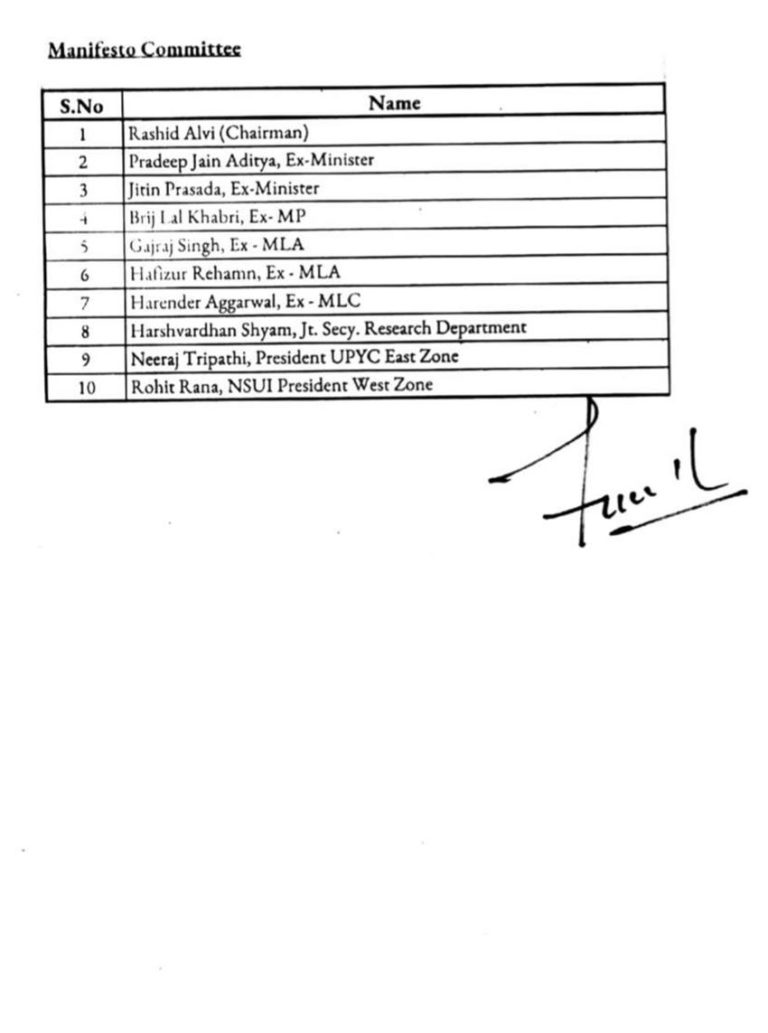 Manifesto Committee
S.No Name
1 Rashid Alvi (Chairman)
2 Pradeep Jain Aditya, Ex-Minister
3 Jitin Prasada, Ex-Minister
4 Brij Lal Khabri, Ex- MP
5 Gajraj Singh, Ex - MLA
6 Hafizur Rehamn, Ex - MLA
7 Harender Aggarwal, Ex - MLC
8 Harshvardhan Shyam, Jt. Secy. Research Department
9 Neeraj Tripathi, President UPYC East Zone
10 Rohit Rana, NSUI President West Zone